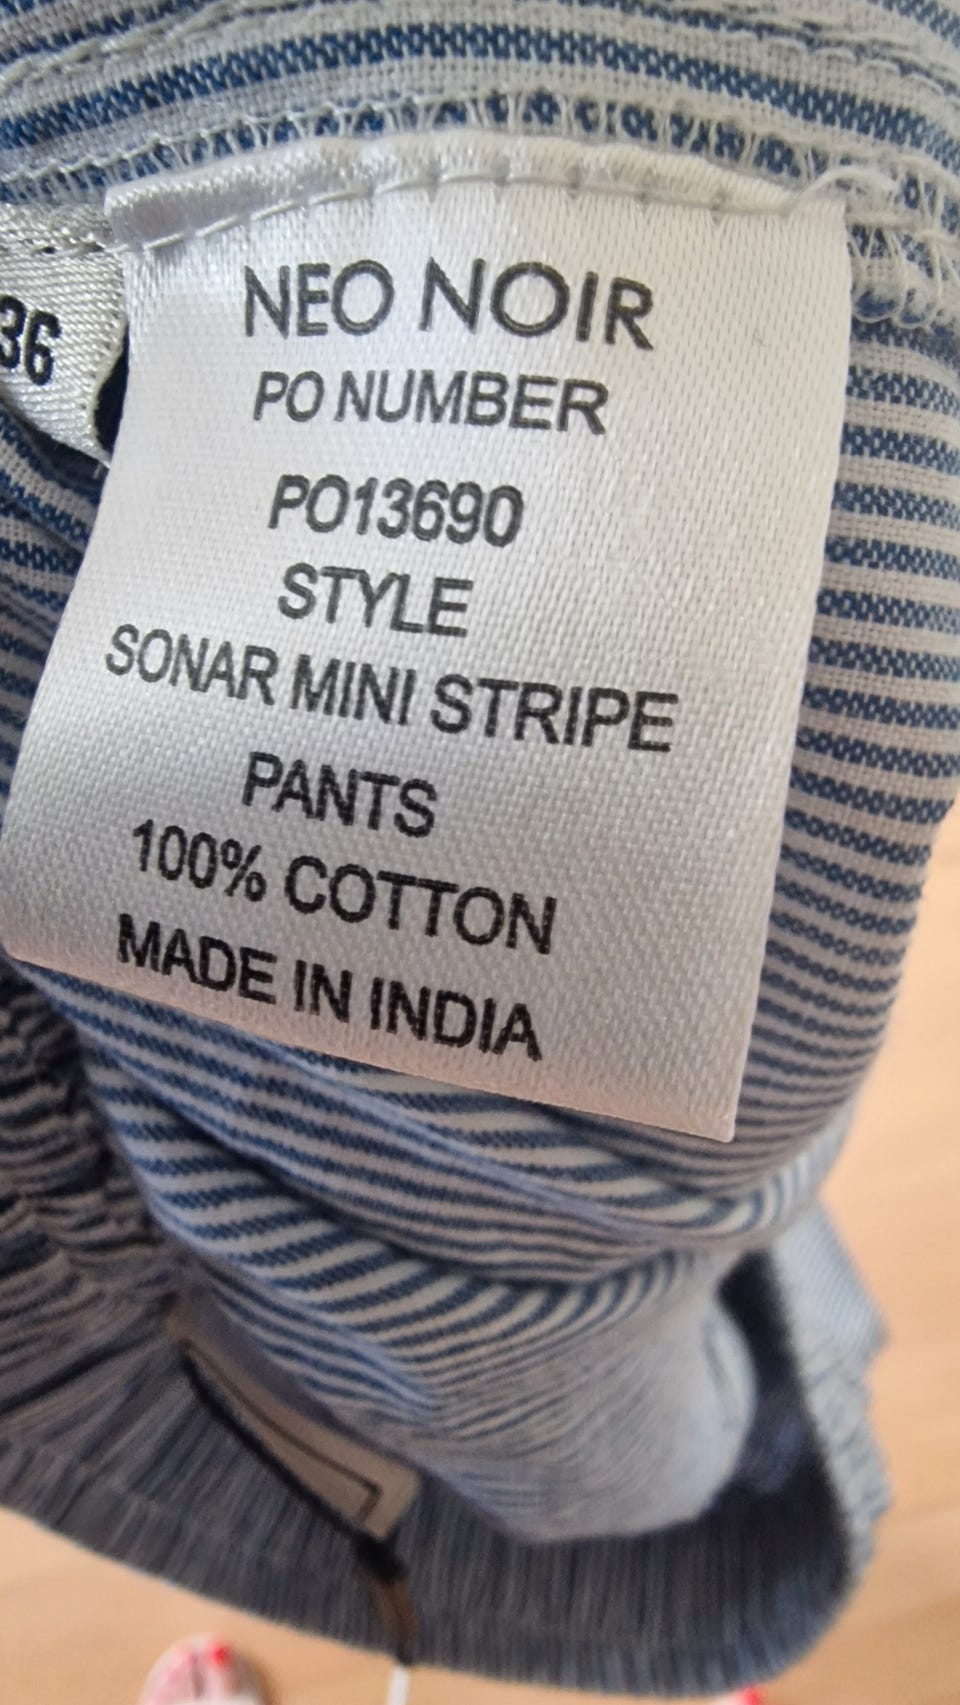 NEO NOIR
36
PO NUMBER
PO13690
STYLE
SONAR MINI STRIPE
PANTS
100% COTTON
MADE IN INDIA